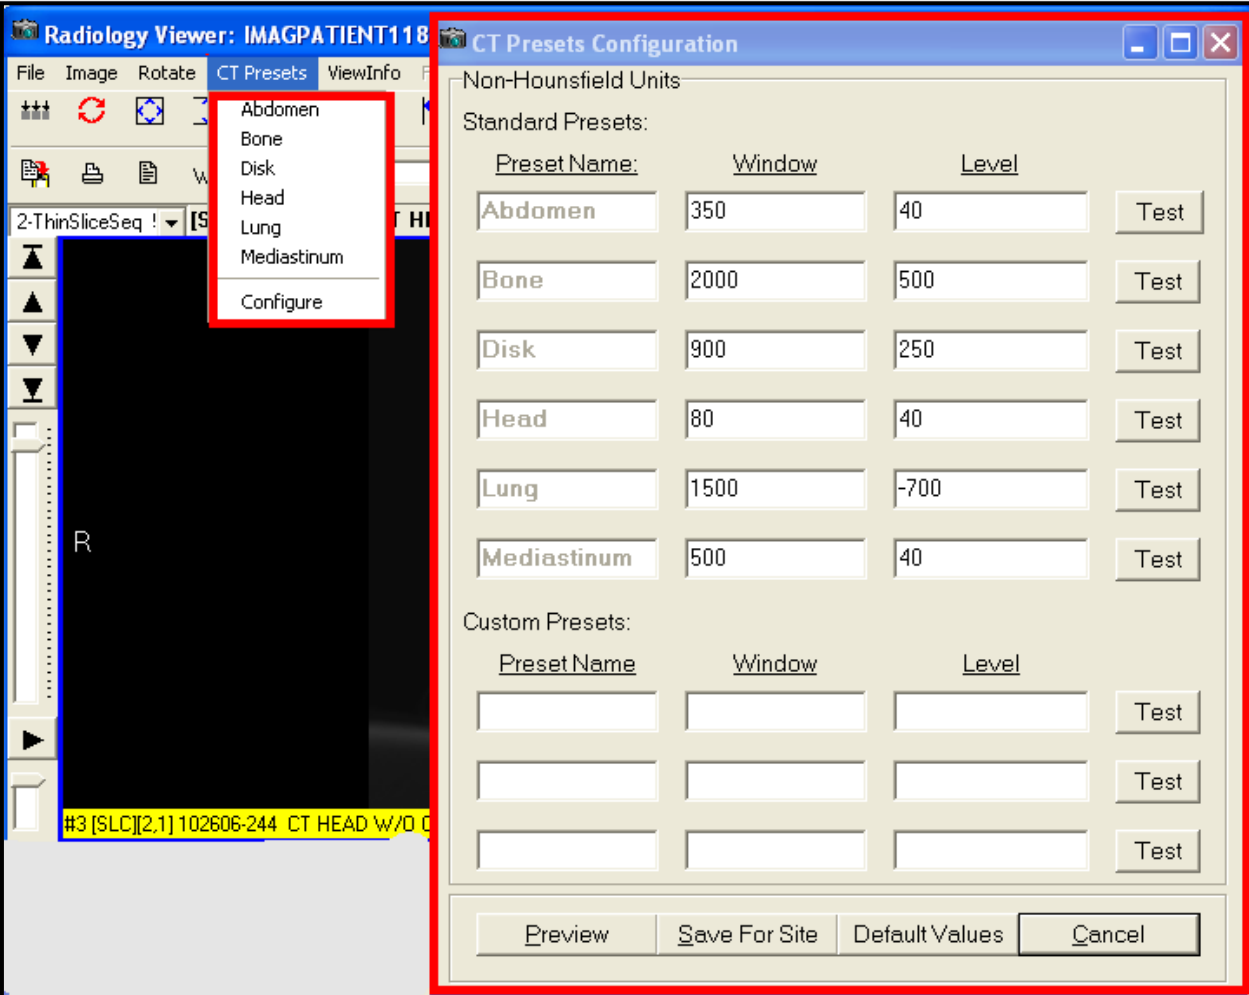 Radiology Viewer: IMAGPATIENT118
File Image Rotate CT Presets ViewInfo
Abdomen
Bone
Disk
Head
Lung
Mediastinum
Configure
2-ThinSliceSeq
R
#3 [SLC][2,1] 102606-244 CT HEAD W/O
CT Presets Configuration
Non-Hounsfield Units
Standard Presets:
Preset Name: Window Level
Abdomen 350 40 Test
Bone 2000 500 Test
Disk 900 250 Test
Head 80 40 Test
Lung 1500 -700 Test
Mediastinum 500 40 Test
Custom Presets:
Preset Name Window Level
Test
Test
Test
Preview Save For Site Default Values Cancel